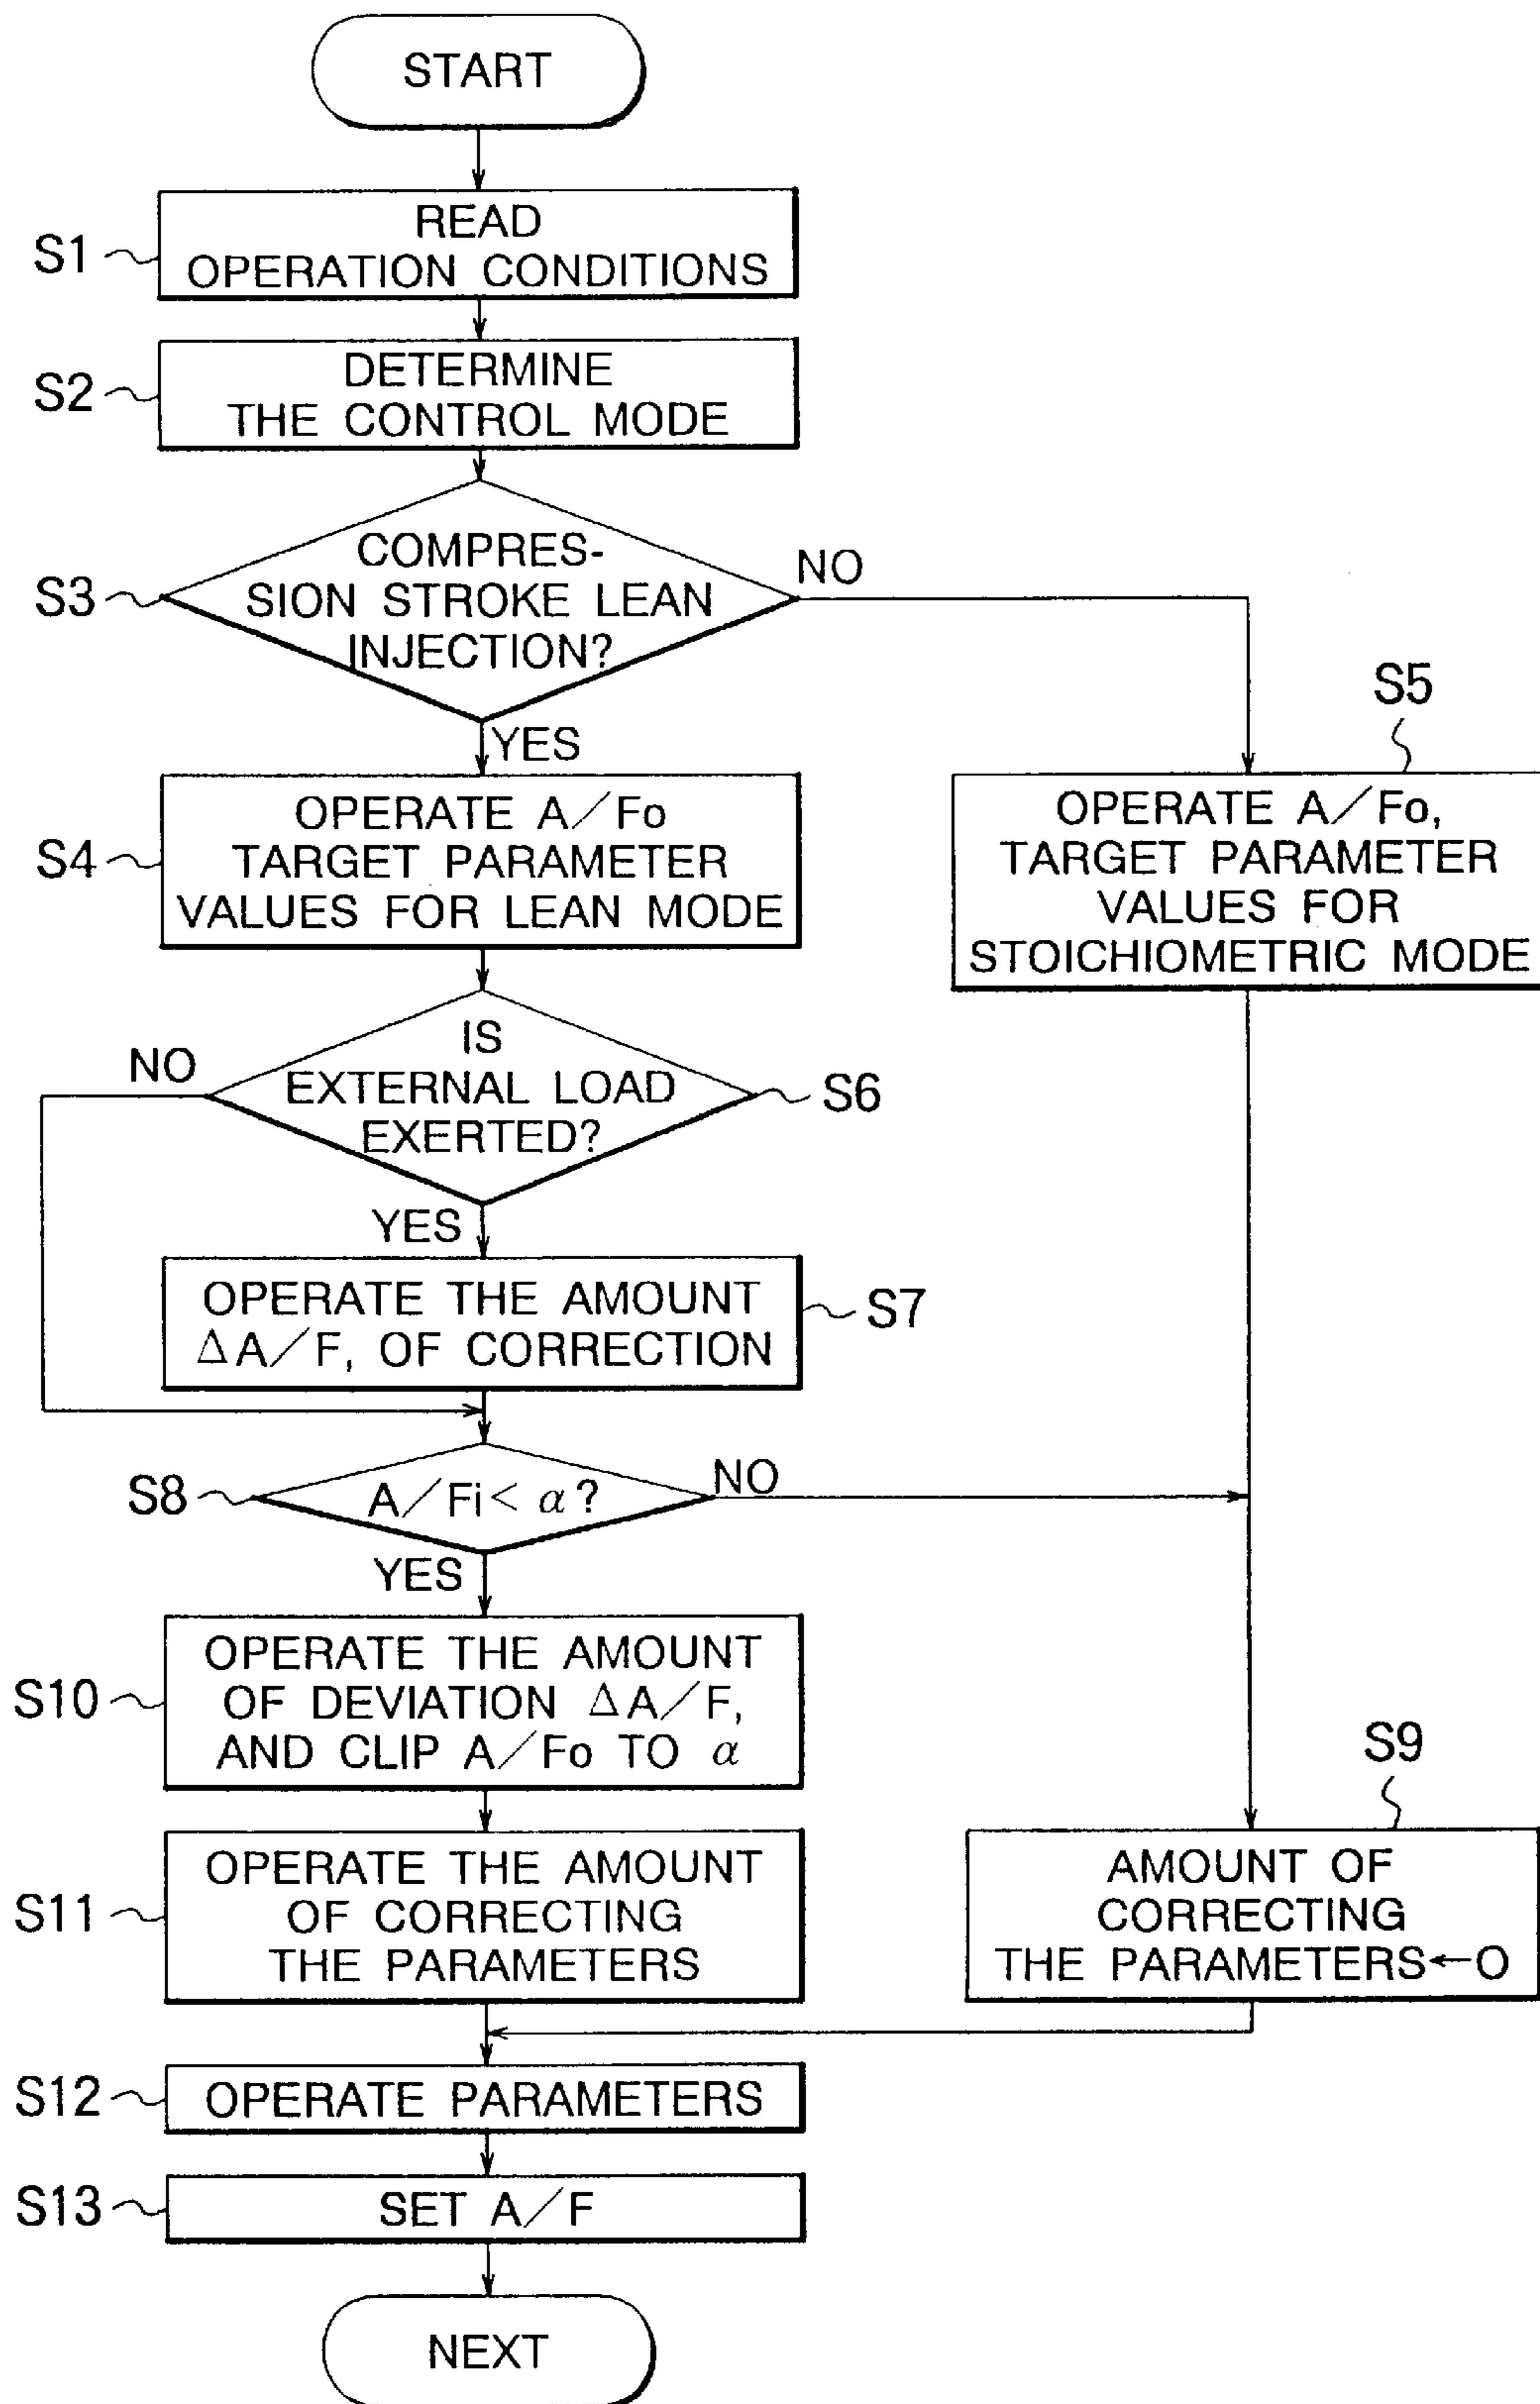 START
S1
READ
OPERATION CONDITIONS
S2
DETERMINE
THE CONTROL MODE
S3
COMPRES-
SION STROKE LEAN
INJECTION?
NO
YES
S4
OPERATE A/Fo
TARGET PARAMETER
VALUES FOR LEAN MODE
S5
OPERATE A/Fo,
TARGET PARAMETER
VALUES FOR
STOICHIOMETRIC MODE
NO
IS
EXTERNAL LOAD
EXERTED?
S6
YES
OPERATE THE AMOUNT
ΔA/F, OF CORRECTION
S7
S8
A/Fi< α?
NO
YES
S10
OPERATE THE AMOUNT
OF DEVIATION ΔA/F,
AND CLIP A/Fo TO α
S9
AMOUNT OF
CORRECTING
THE PARAMETERS←O
S11
OPERATE THE AMOUNT
OF CORRECTING
THE PARAMETERS
S12
OPERATE PARAMETERS
S13
SET A/F
NEXT